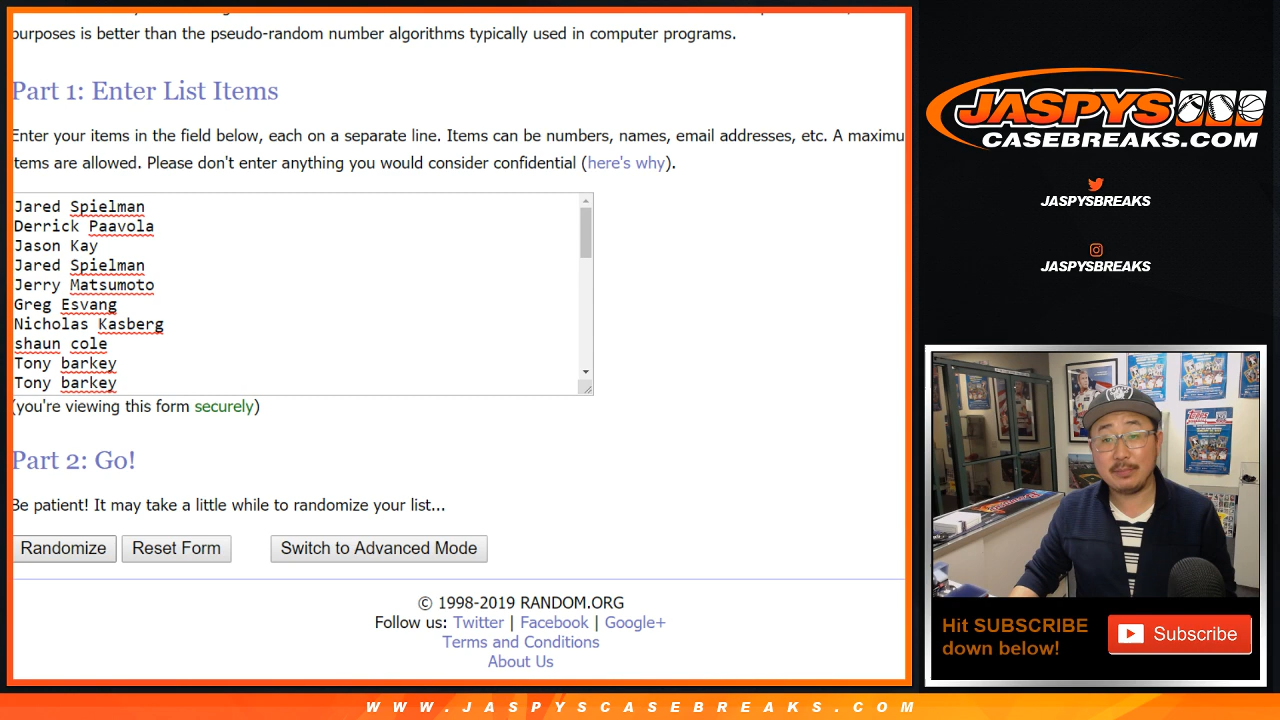 purposes is better than the pseudo-random number algorithms typically used in computer programs.
Part 1: Enter List Items
Enter your items in the field below, each on a separate line. Items can be numbers, names, email addresses, etc. A maximu
items are allowed. Please don't enter anything you would consider confidential (here's why).
Jared Spielman
Derrick Paavola
Jason Kay
Jared Spielman
Jerry Matsumoto
Greg Esvang
Nicholas Kasberg
shaun cole
Tony barkey
Tony barkey
(you're viewing this form securely)
Part 2: Go!
Be patient! It may take a little while to randomize your list...
Randomize
Reset Form
Switch to Advanced Mode
© 1998-2019 RANDOM.ORG
Follow us: Twitter | Facebook | Google+
Terms and Conditions
About Us
JASPYS
CASEBREAKS.COM
JASPYSBREAKS
JASPYSBREAKS
Topps
Hit SUBSCRIBE
down below!
Subscribe
WWW.JASPYSCASEBREAKS.COM